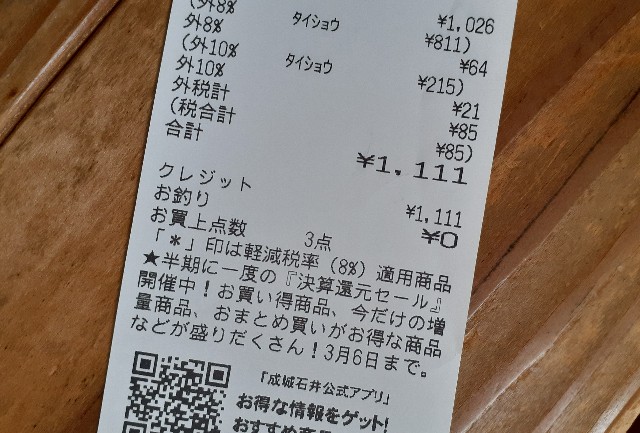 ¥1,026
(外8% タイショウ ¥811)
外8% ¥64
(外10% タイショウ ¥215)
外10% ¥21
外税計 ¥85
(税合計 ¥85)
合計 ¥1,111
クレジット ¥1,111
お釣り ¥0
お買上点数 3点
「*」印は軽減税率(8%)適用商品
★半期に一度の『決算還元セール』
開催中!お買い得商品、今だけの増
量商品、おまとめ買いがお得な商品
などが盛りだくさん!3月6日まで。
「成城石井公式アプリ」
お得な情報をゲット!
おすすめ商品